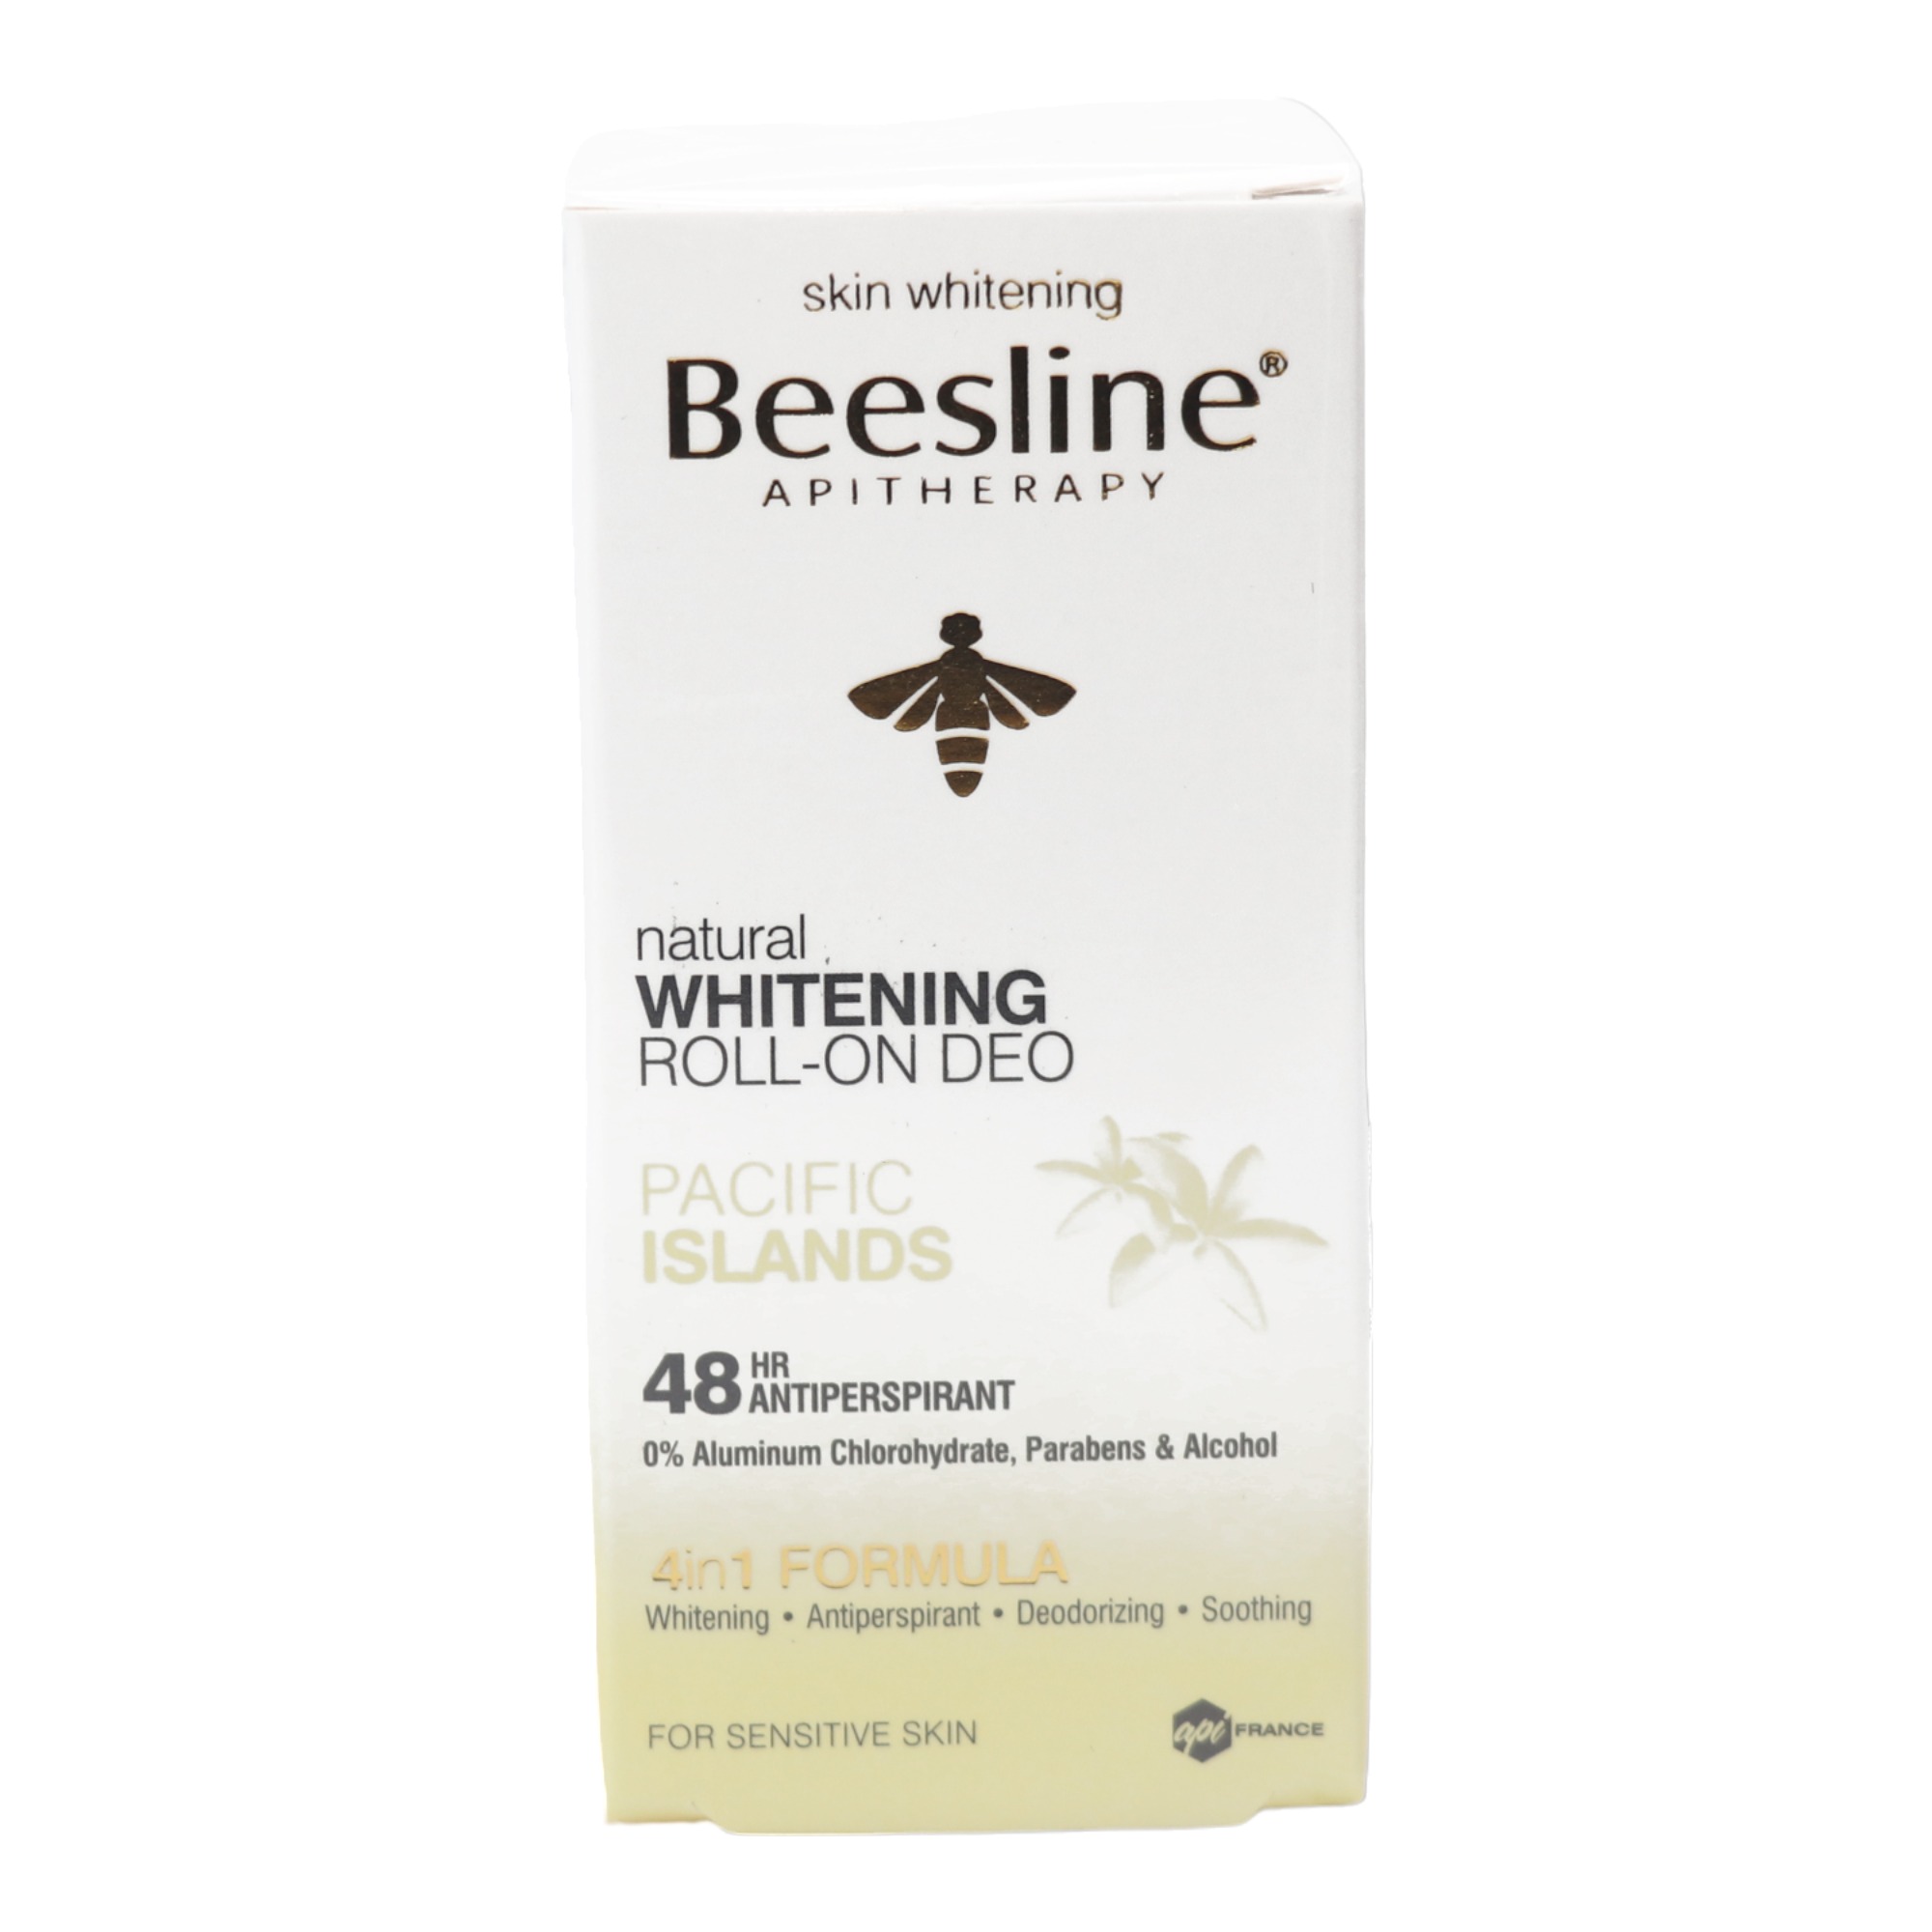 skin whitening
Beesline®
APITHERAPY
natural
WHITENING
ROLL-ON DEO
PACIFIC
ISLANDS
48 HR
ANTIPERSPIRANT
0% Aluminum Chlorohydrate, Parabens & Alcohol
4in1 FORMULA
Whitening • Antiperspirant • Deodorizing • Soothing
FOR SENSITIVE SKIN
api FRANCE